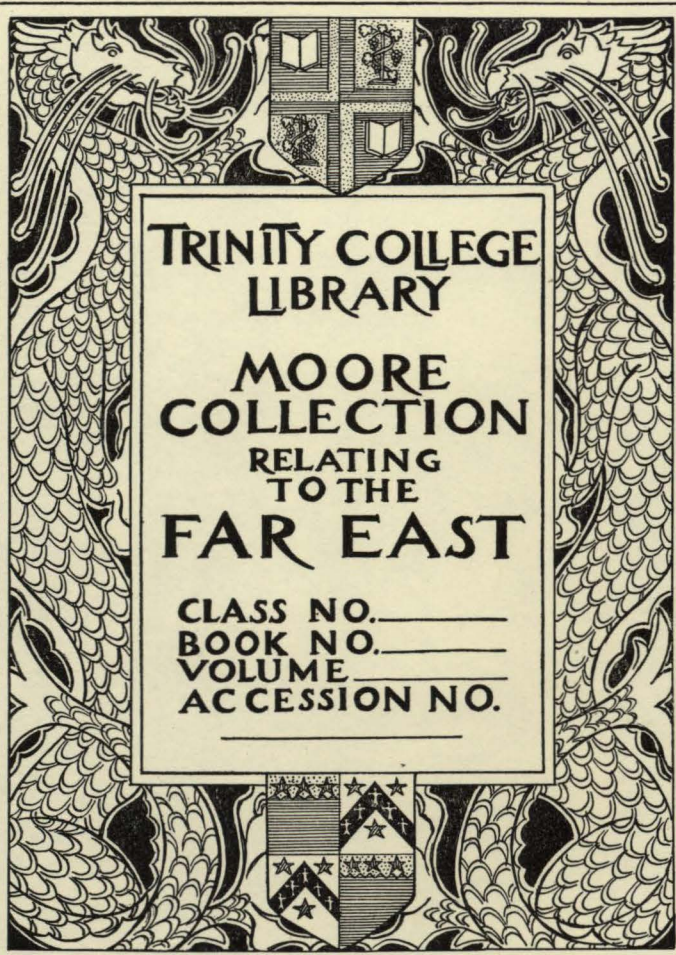 TRINITY COLLEGE
LIBRARY
MOORE
COLLECTION
RELATING
TO THE
FAR EAST
CLASS NO.
BOOK NO.
VOLUME
ACCESSION NO.